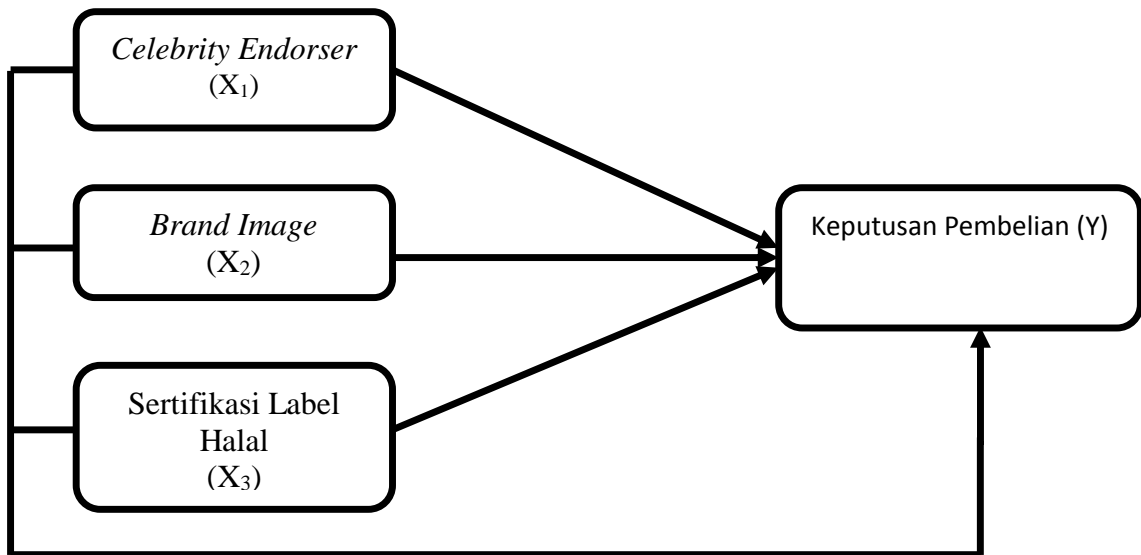 Celebrity Endorser
(X₁)
Brand Image
(X₂)
Sertifikasi Label
Halal
(X₃)
Keputusan Pembelian (Y)